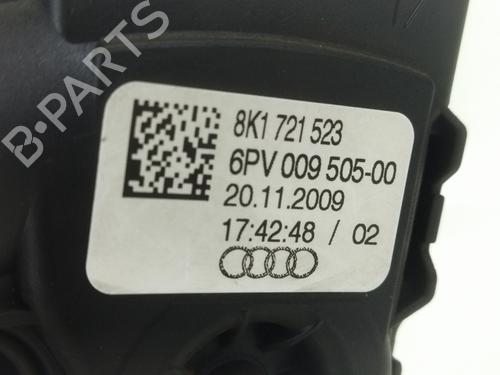 B-PARTS
8K1 721 523
6PV 009 505-00
20.11.2009
17:42:48 / 02